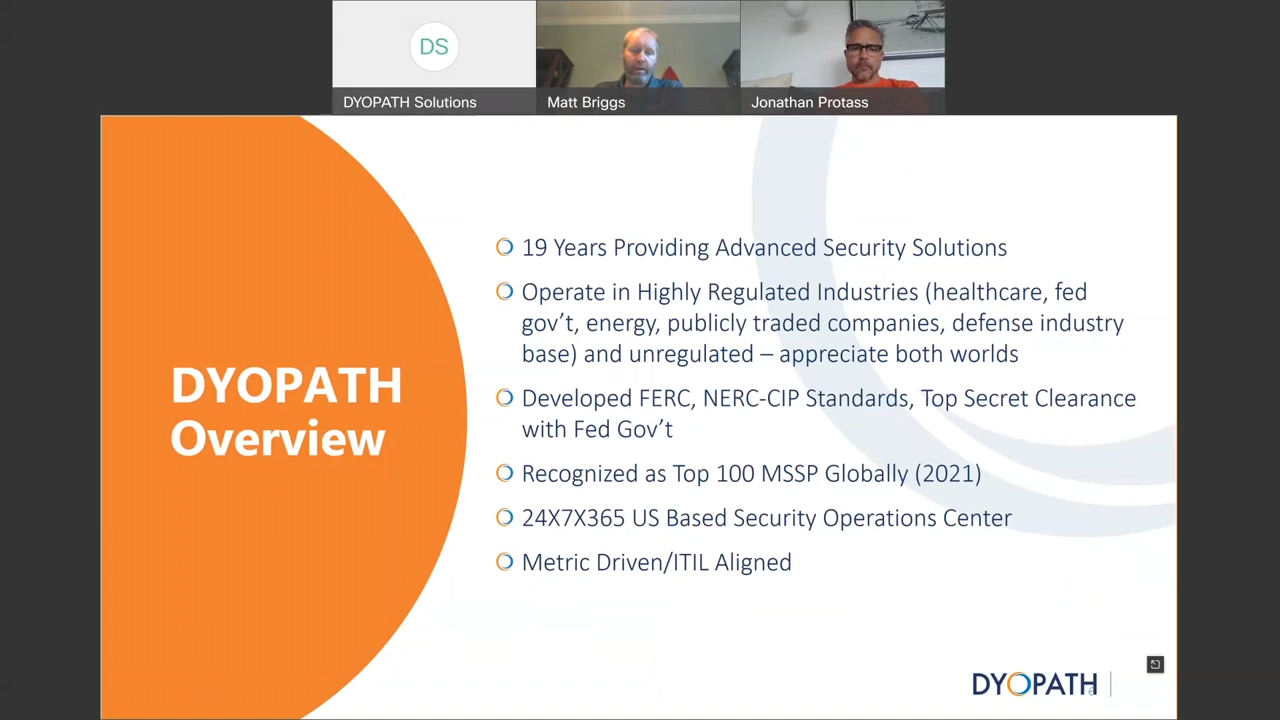 DS
DYOPATH Solutions
Matt Briggs
Jonathan Protass
DYOPATH
Overview
19 Years Providing Advanced Security Solutions
Operate in Highly Regulated Industries (healthcare, fed
gov’t, energy, publicly traded companies, defense industry
base) and unregulated – appreciate both worlds
Developed FERC, NERC-CIP Standards, Top Secret Clearance
with Fed Gov’t
Recognized as Top 100 MSSP Globally (2021)
24X7X365 US Based Security Operations Center
Metric Driven/ITIL Aligned
DYOPATH